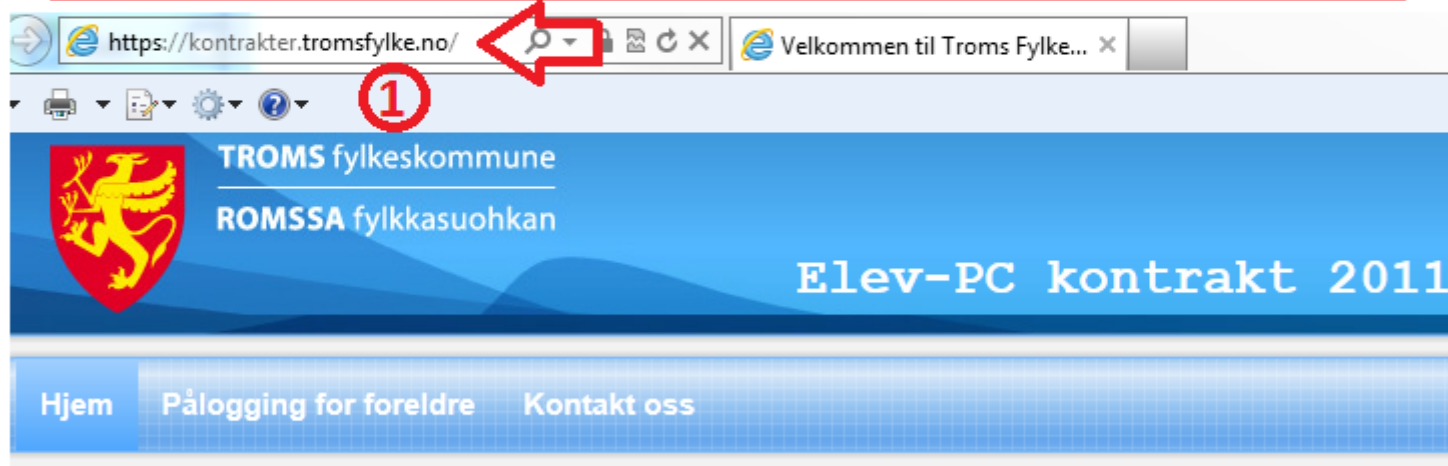 https://kontrakter.tromsfylke.no/
Velkommen til Troms Fylke...
1
TROMS fylkeskommune
ROMSSA fylkkasuohkan
Elev-PC kontrakt 2011
Hjem Pålogging for foreldre Kontakt oss